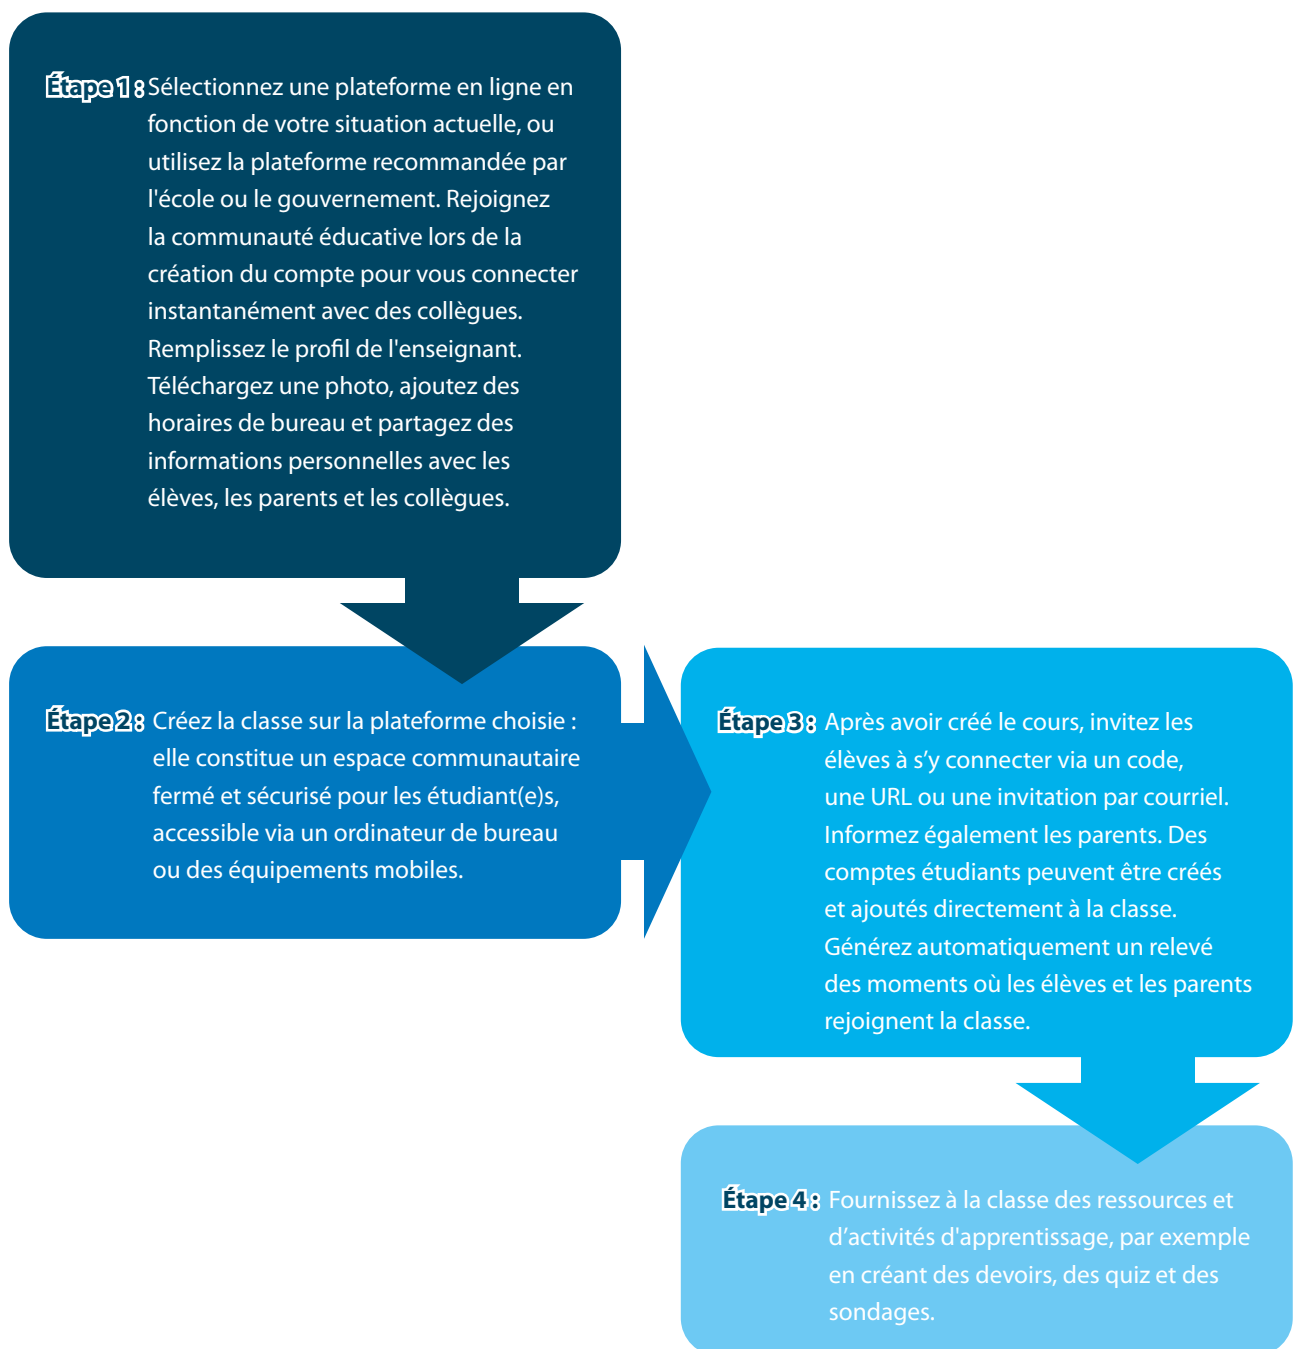 Étape 1 : Sélectionnez une plateforme en ligne en
fonction de votre situation actuelle, ou
utilisez la plateforme recommandée par
l'école ou le gouvernement. Rejoignez
la communauté éducative lors de la
création du compte pour vous connecter
instantanément avec des collègues.
Remplissez le profil de l'enseignant.
Téléchargez une photo, ajoutez des
horaires de bureau et partagez des
informations personnelles avec les
élèves, les parents et les collègues.
Étape 2 : Créez la classe sur la plateforme choisie :
elle constitue un espace communautaire
fermé et sécurisé pour les étudiant(e)s,
accessible via un ordinateur de bureau
ou des équipements mobiles.
Étape 3 : Après avoir créé le cours, invitez les
élèves à s’y connecter via un code,
une URL ou une invitation par courriel.
Informez également les parents. Des
comptes étudiants peuvent être créés
et ajoutés directement à la classe.
Générez automatiquement un relevé
des moments où les élèves et les parents
rejoignent la classe.
Étape 4 : Fournissez à la classe des ressources et
d’activités d'apprentissage, par exemple
en créant des devoirs, des quiz et des
sondages.